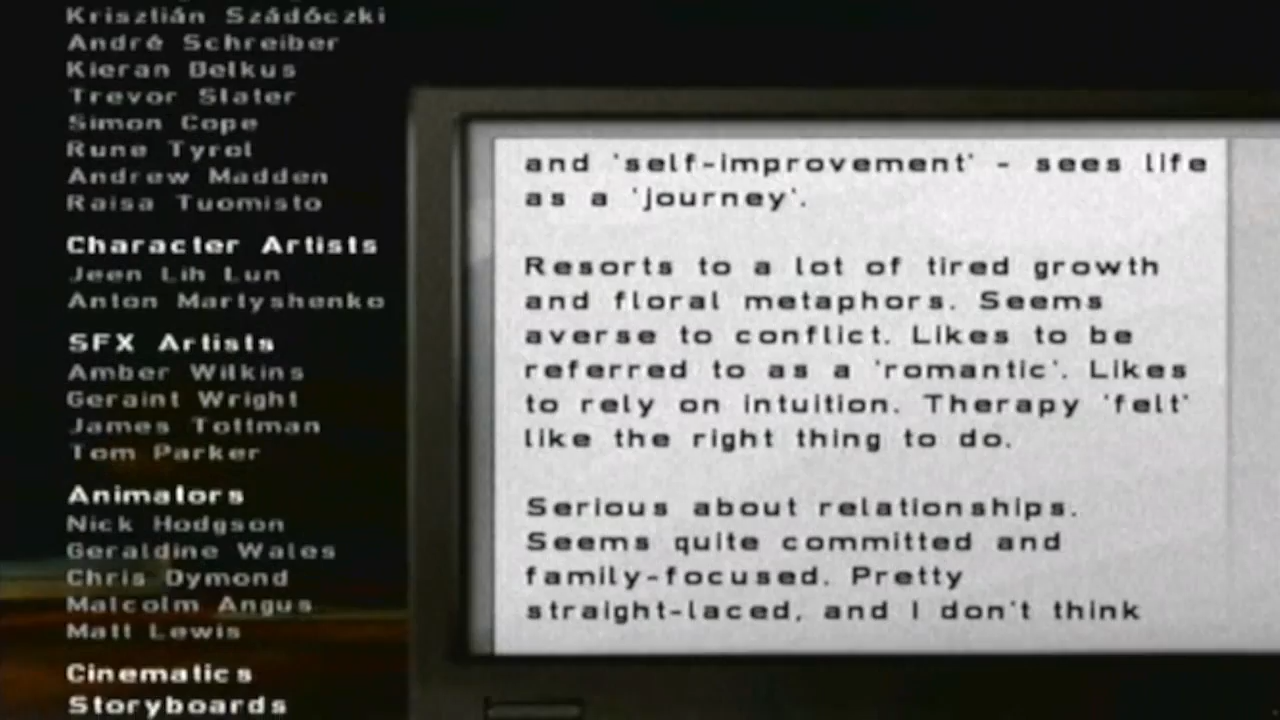 Krisztián Szádóczki
André Schreiber
Kieran Belkus
Trevor Slater
Simon Cope
Rune Tyrol
Andrew Madden
Raisa Tuomisto
Character Artists
Jeen Lih Lun
Anton Martyshenko
SFX Artists
Amber Wilkins
Geraint Wright
James Tottman
Tom Parker
Animators
Nick Hodgson
Geraldine Wales
Chris Dymond
Malcolm Angus
Matt Lewis
Cinematics
Storyboards
and 'self-improvement' - sees life
as a 'journey'.
Resorts to a lot of tired growth
and floral metaphors. Seems
averse to conflict. Likes to be
referred to as a 'romantic'. Likes
to rely on intuition. Therapy 'felt'
like the right thing to do.
Serious about relationships.
Seems quite committed and
family-focused. Pretty
straight-laced, and I don't think